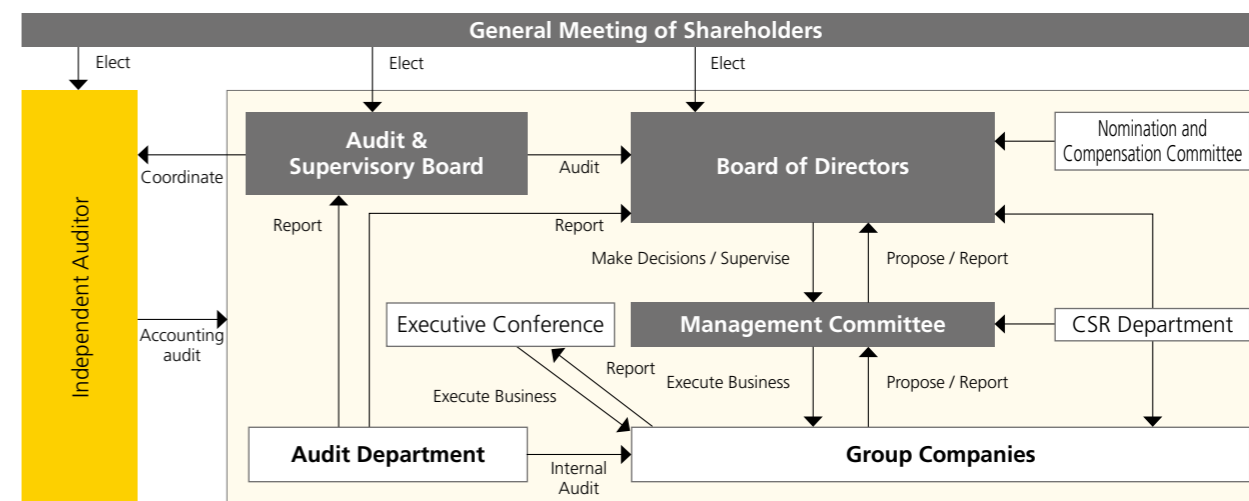 General Meeting of Shareholders
Elect
Elect
Elect
Independent Auditor
Audit &
Supervisory Board
Board of Directors
Nomination and
Compensation Committee
Coordinate
Audit
Report
Report
Make Decisions / Supervise
Propose / Report
Accounting
audit
Executive Conference
Management Committee
CSR Department
Report
Execute Business
Execute Business
Propose / Report
Audit Department
Internal
Audit
Group Companies